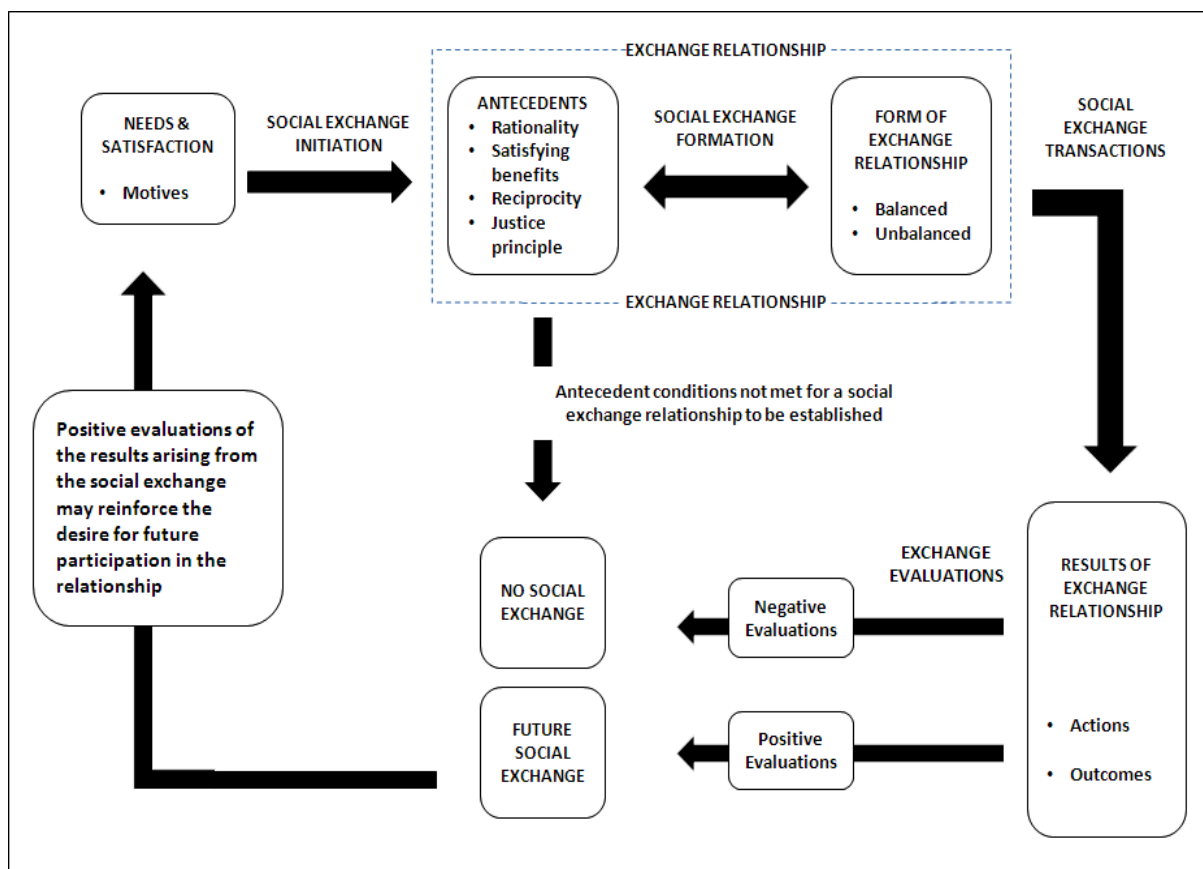 EXCHANGE RELATIONSHIP
NEEDS &
SATISFACTION
• Motives
SOCIAL EXCHANGE
INITIATION
ANTECEDENTS
• Rationality
• Satisfying
benefits
• Reciprocity
• Justice
principle
SOCIAL EXCHANGE
FORMATION
FORM OF
EXCHANGE
RELATIONSHIP
• Balanced
• Unbalanced
SOCIAL
EXCHANGE
TRANSACTIONS
EXCHANGE RELATIONSHIP
Antecedent conditions not met for a social
exchange relationship to be established
Positive evaluations of
the results arising from
the social exchange
may reinforce the
desire for future
participation in the
relationship
NO SOCIAL
EXCHANGE
FUTURE
SOCIAL
EXCHANGE
EXCHANGE
EVALUATIONS
Negative
Evaluations
Positive
Evaluations
RESULTS OF
EXCHANGE
RELATIONSHIP
• Actions
• Outcomes